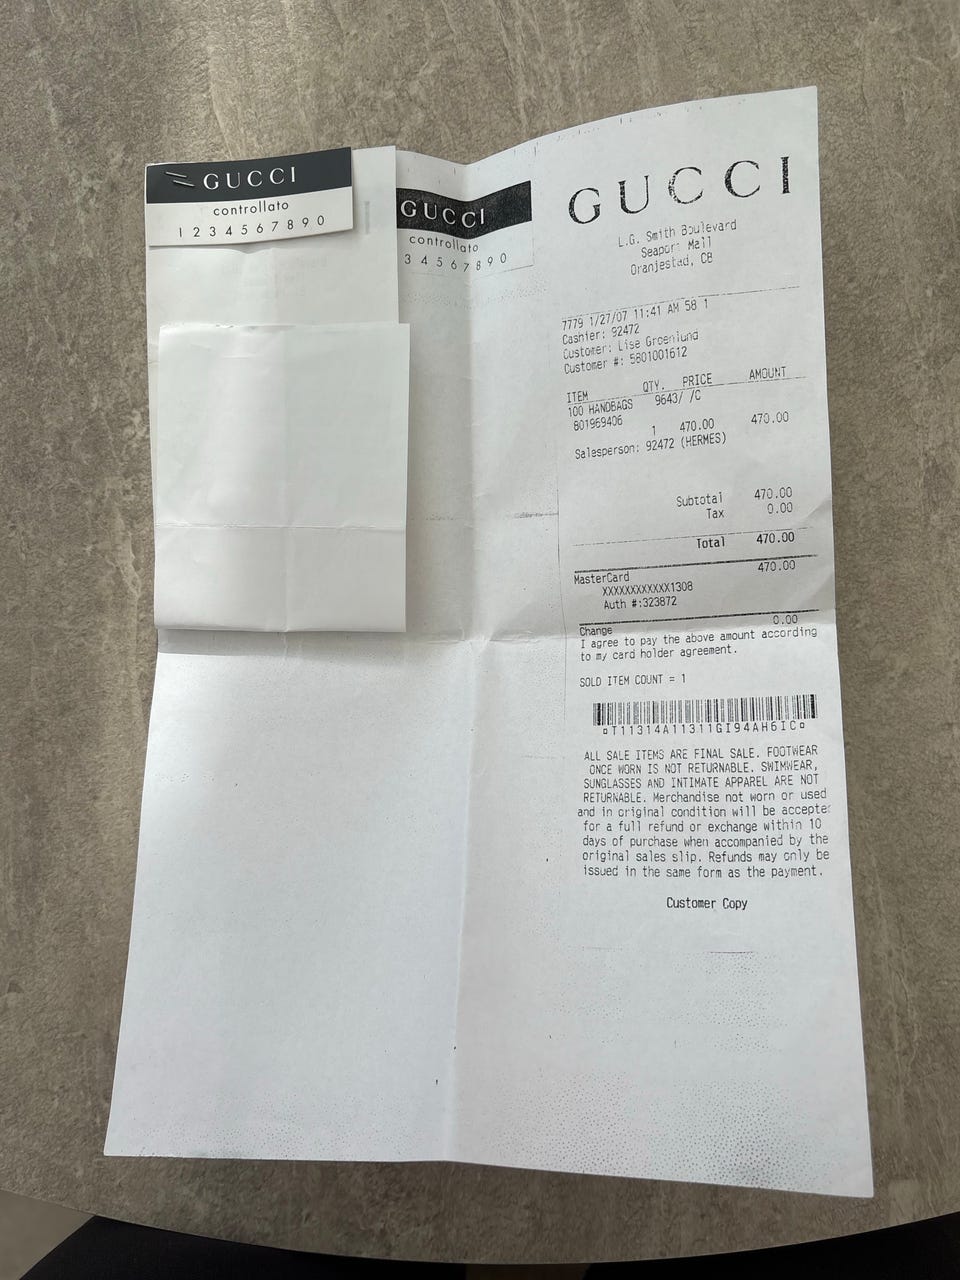 GUCCI
controllato
1 2 3 4 5 6 7 8 9 0
GUCCI
controllato
3 4 5 6 7 8 9 0
GUCCI
L.G. Smith Boulevard
Seaport Mall
Oranjestad, CB
7779 1/27/07 11:41 AM 58 1
Cashier: 92472
Customer: Lise Groenlund
Customer #: 5801001612
ITEM QTY. PRICE AMOUNT
100 HANDBAGS 9643/ /C
801969406
1 470.00 470.00
Salesperson: 92472 (HERMES)
Subtotal 470.00
Tax 0.00
Total 470.00
MasterCard 470.00
XXXXXXXXXXXX1308
Auth #:323872
Change 0.00
I agree to pay the above amount according
to my card holder agreement.
SOLD ITEM COUNT = 1
¤T11314A11311GI94AH6IC¤
ALL SALE ITEMS ARE FINAL SALE. FOOTWEAR
ONCE WORN IS NOT RETURNABLE. SWIMWEAR,
SUNGLASSES AND INTIMATE APPAREL ARE NOT
RETURNABLE. Merchandise not worn or used
and in original condition will be accepte
for a full refund or exchange within 10
days of purchase when accompanied by the
original sales slip. Refunds may only be
issued in the same form as the payment.
Customer Copy